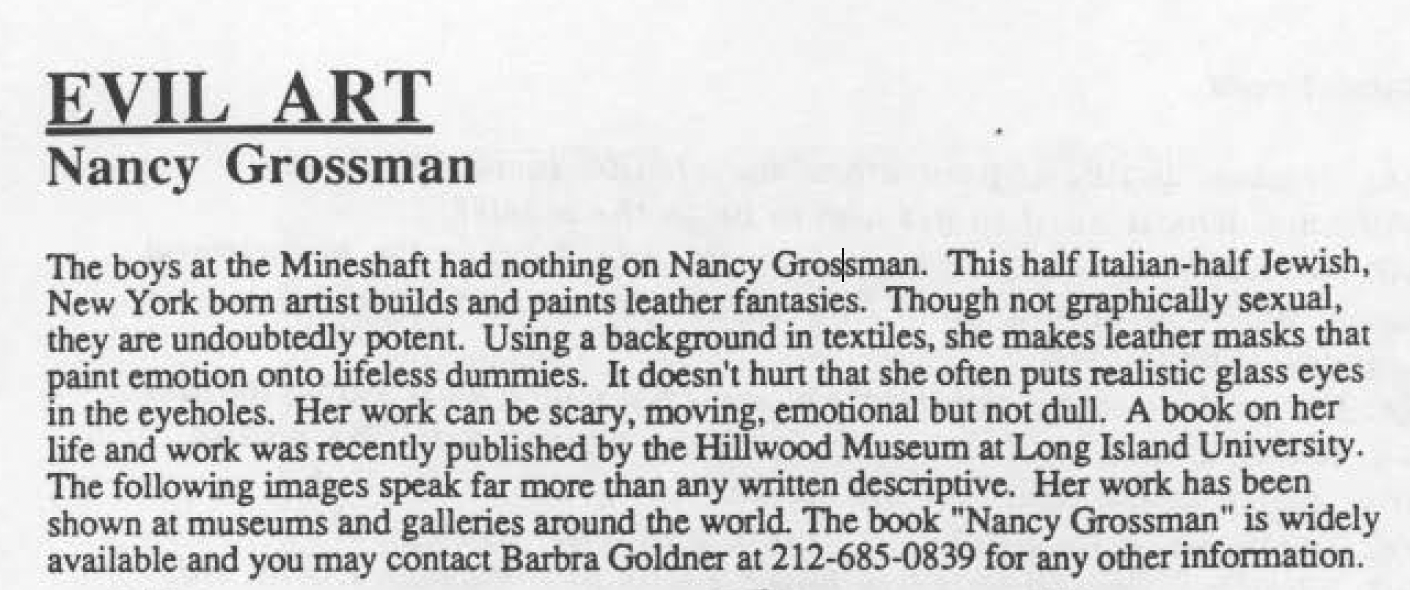 EVIL ART
Nancy Grossman
The boys at the Mineshaft had nothing on Nancy Grossman. This half Italian-half Jewish,
New York born artist builds and paints leather fantasies. Though not graphically sexual,
they are undoubtedly potent. Using a background in textiles, she makes leather masks that
paint emotion onto lifeless dummies. It doesn't hurt that she often puts realistic glass eyes
in the eyeholes. Her work can be scary, moving, emotional but not dull. A book on her
life and work was recently published by the Hillwood Museum at Long Island University.
The following images speak far more than any written descriptive. Her work has been
shown at museums and galleries around the world. The book "Nancy Grossman" is widely
available and you may contact Barbra Goldner at 212-685-0839 for any other information.